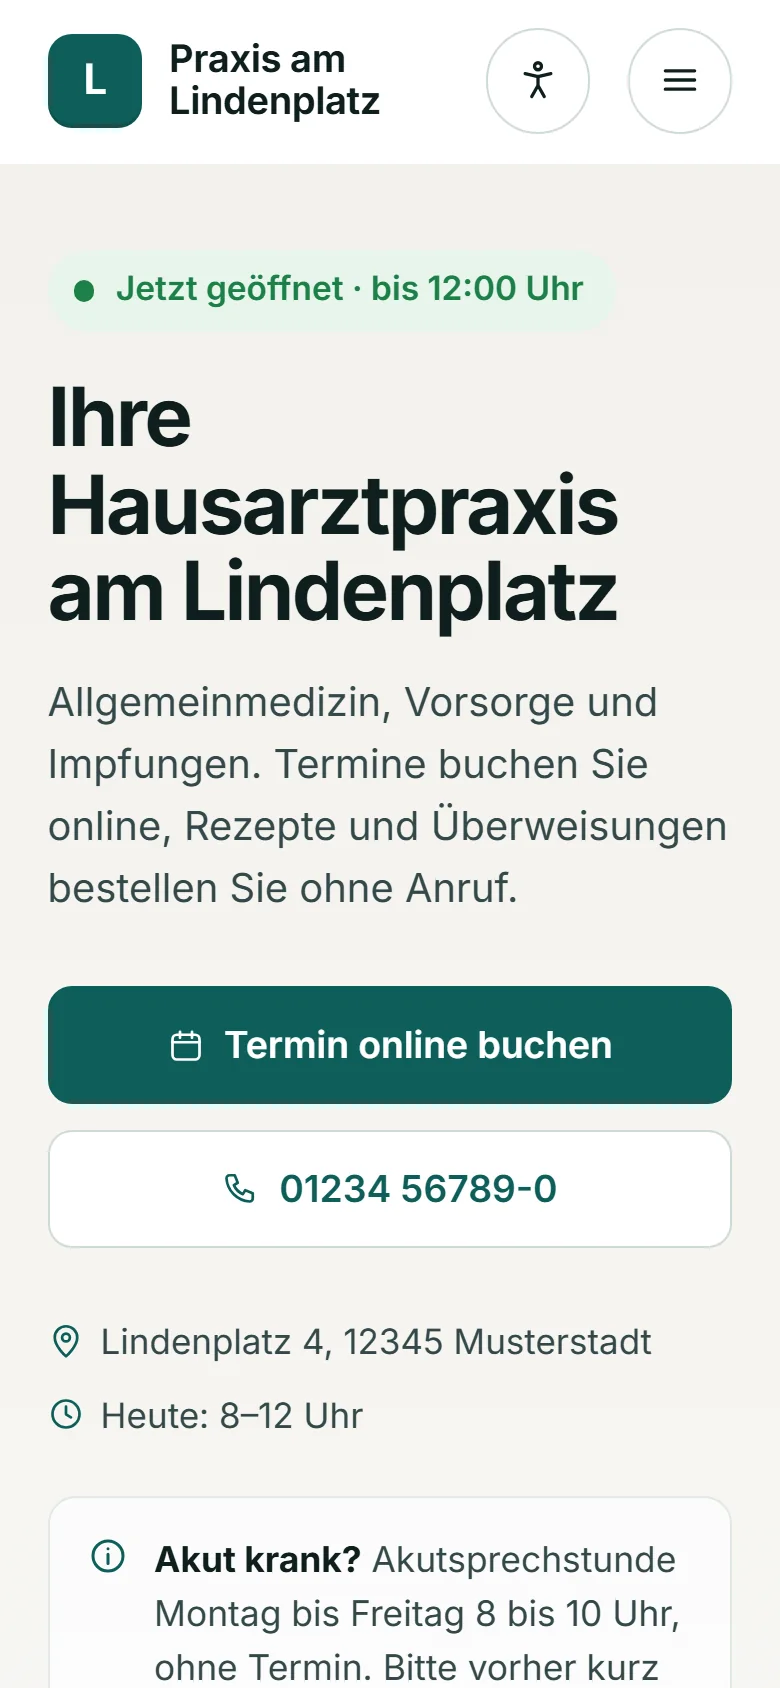 L
Praxis am
Lindenplatz
Jetzt geöffnet · bis 12:00 Uhr
Ihre
Hausarztpraxis
am Lindenplatz
Allgemeinmedizin, Vorsorge und
Impfungen. Termine buchen Sie
online, Rezepte und Überweisungen
bestellen Sie ohne Anruf.
Termin online buchen
01234 56789-0
Lindenplatz 4, 12345 Musterstadt
Heute: 8–12 Uhr
Akut krank? Akutsprechstunde
Montag bis Freitag 8 bis 10 Uhr,
ohne Termin. Bitte vorher kurz